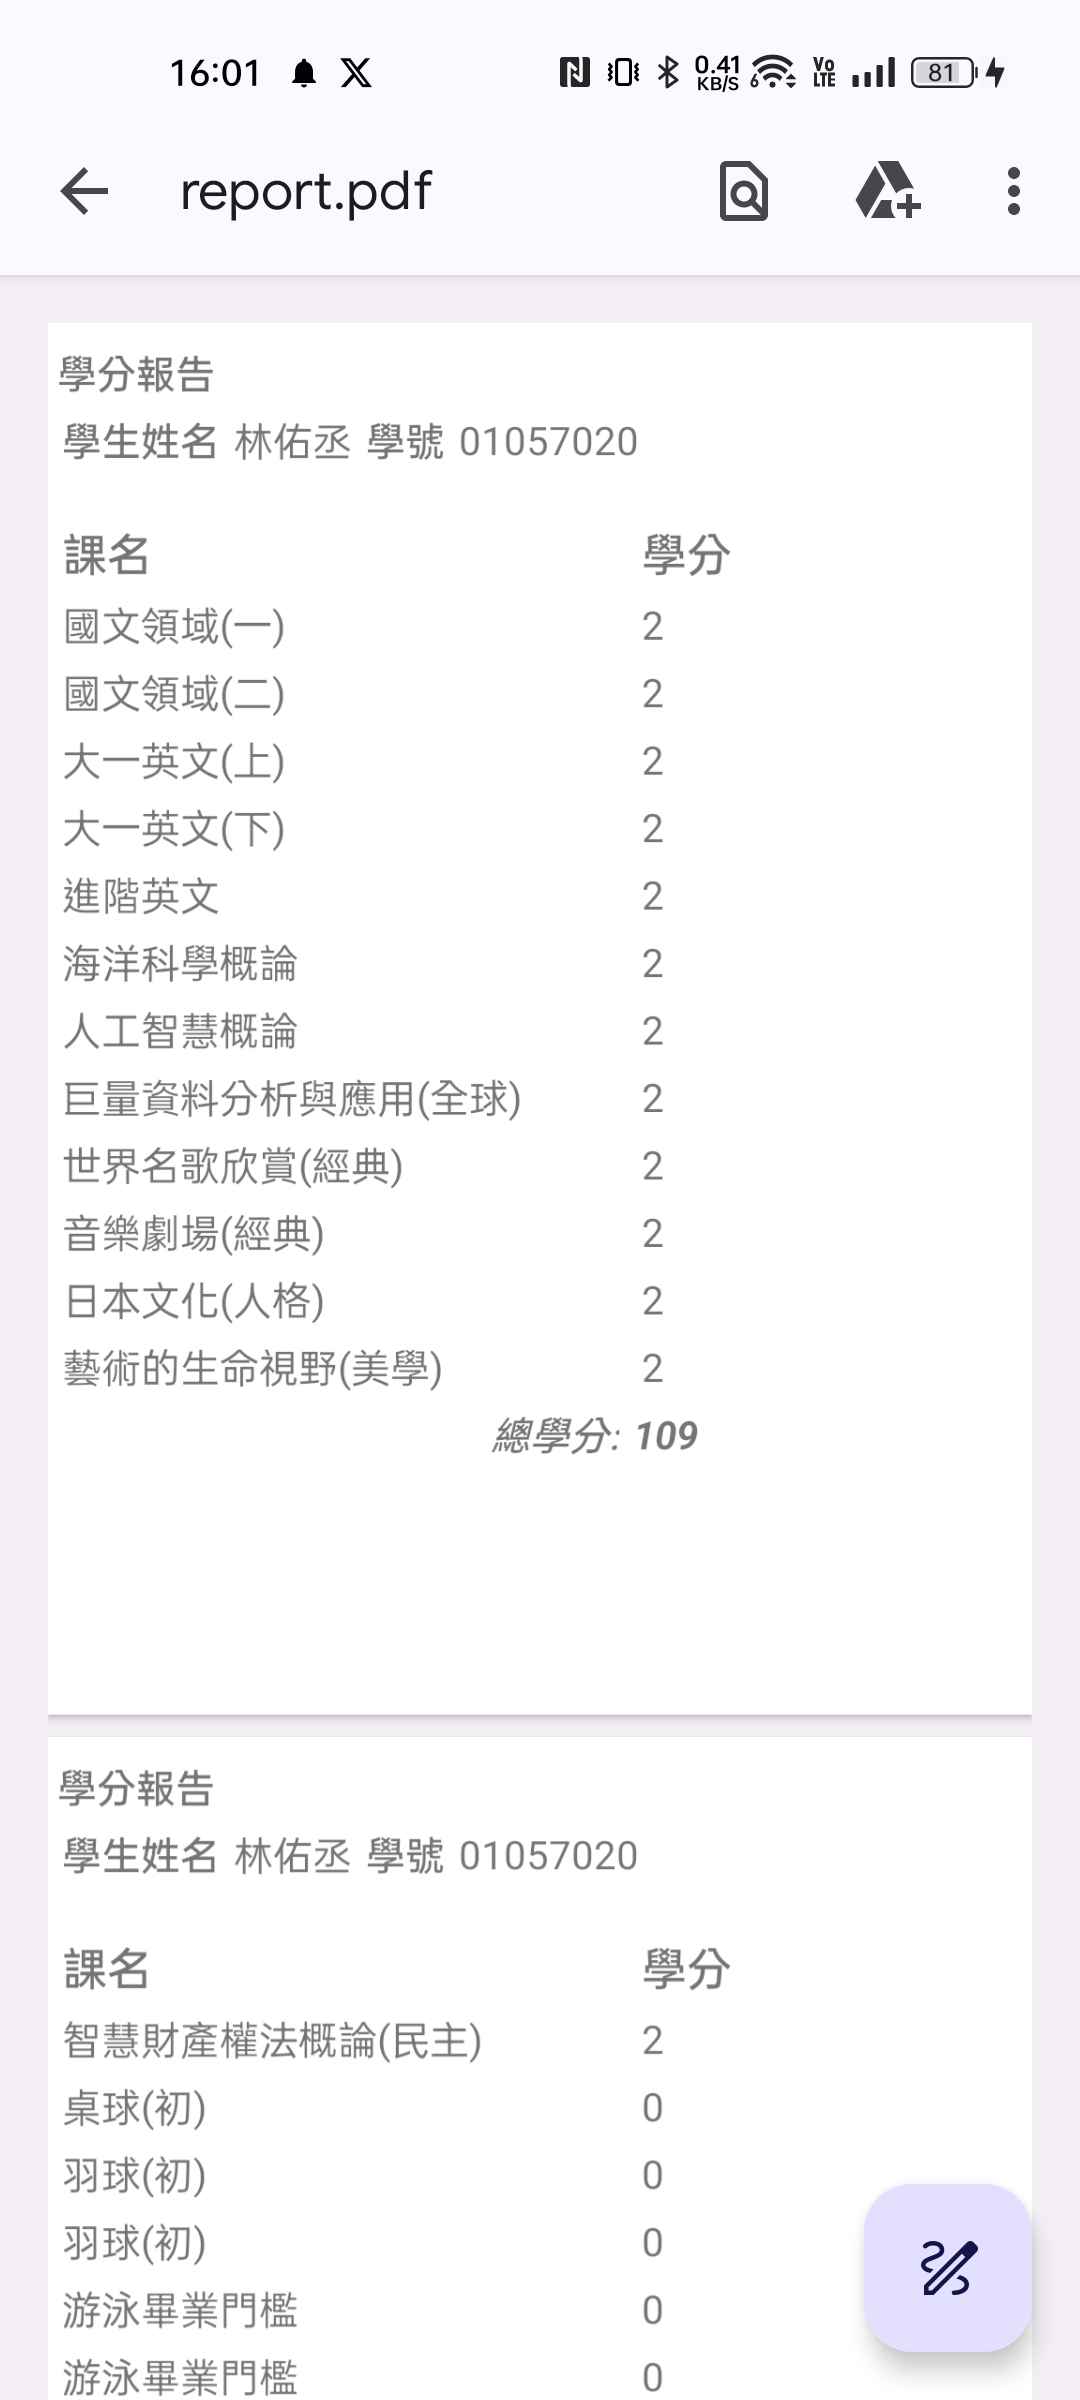 16:01 0.41 KB/S 6 Vo LTE 81
report.pdf
學分報告
學生姓名 林佑丞 學號 01057020
課名 學分
國文領域(一) 2
國文領域(二) 2
大一英文(上) 2
大一英文(下) 2
進階英文 2
海洋科學概論 2
人工智慧概論 2
巨量資料分析與應用(全球) 2
世界名歌欣賞(經典) 2
音樂劇場(經典) 2
日本文化(人格) 2
藝術的生命視野(美學) 2
總學分: 109
學分報告
學生姓名 林佑丞 學號 01057020
課名 學分
智慧財產權法概論(民主) 2
桌球(初) 0
羽球(初) 0
羽球(初) 0
游泳畢業門檻 0
游泳畢業門檻 0